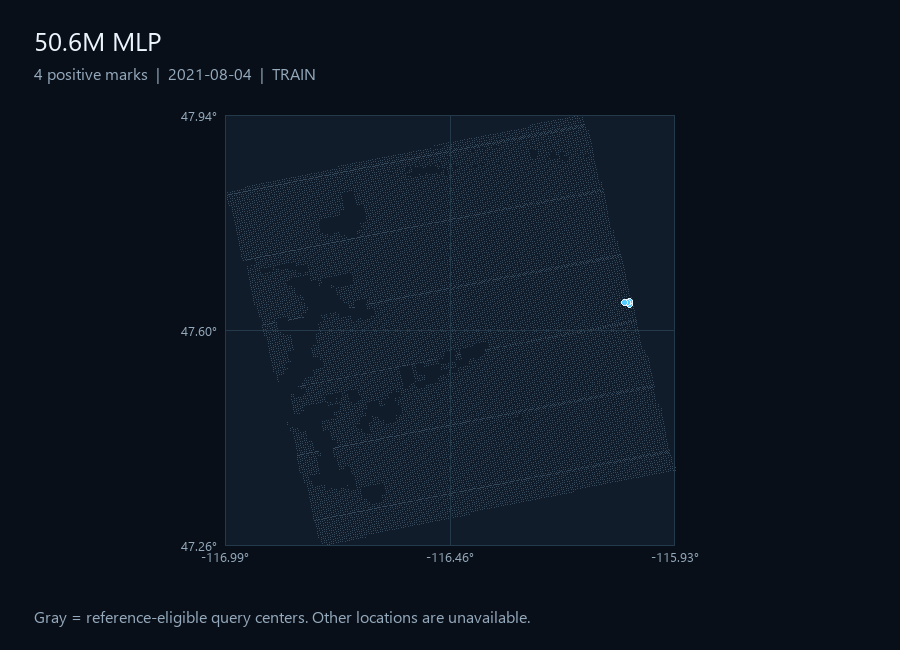 50.6M MLP
4 positive marks | 2021-08-04 | TRAIN
47.94°
47.60°
47.26°
-116.99°
-116.46°
-115.93°
Gray = reference-eligible query centers. Other locations are unavailable.